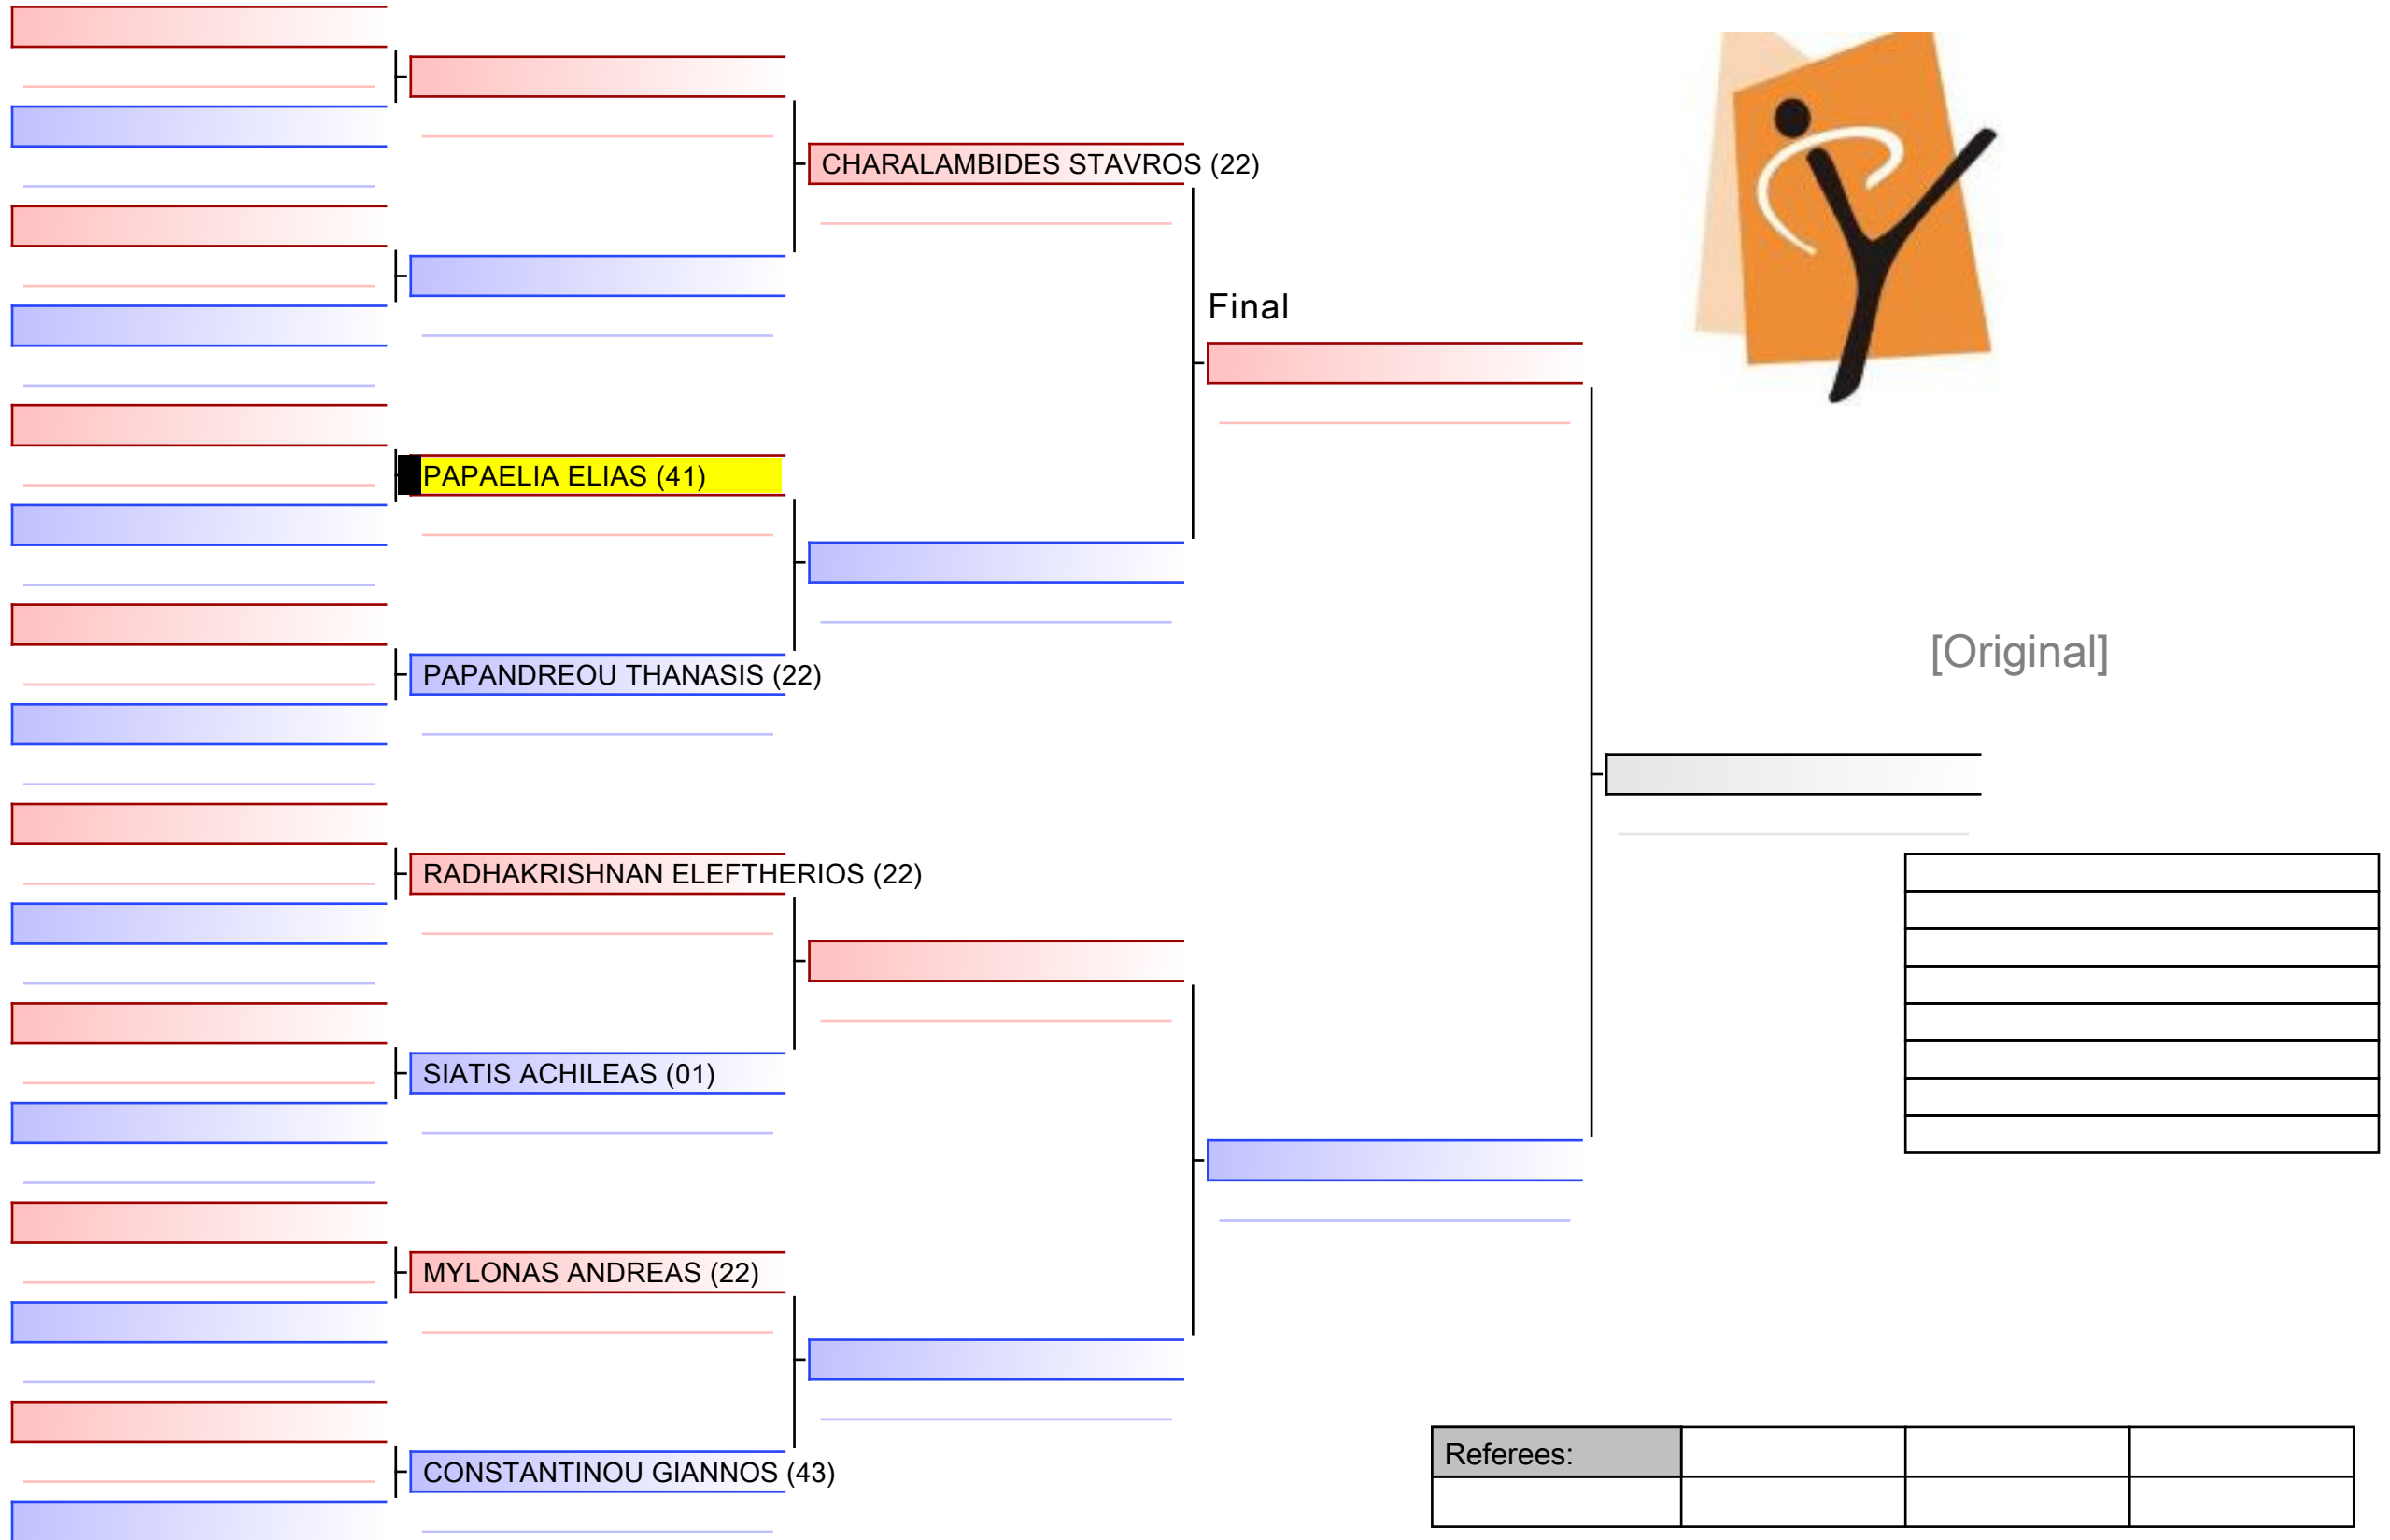 CHARALAMBIDES STAVROS (22)
Final
PAPAELIA ELIAS (41)
[Original]
PAPANDREOU THANASIS (22)
RADHAKRISHNAN ELEFTHERIOS (22)
SIATIS ACHILEAS (01)
MYLONAS ANDREAS (22)
CONSTANTINOU GIANNOS (43)
Referees: